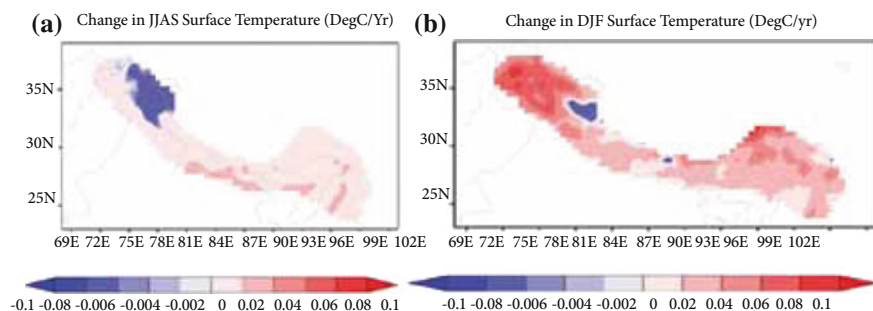 (a) Change in JJAS Surface Temperature (DegC/Yr)
(b) Change in DJF Surface Temperature (DegC/yr)
35N
30N
25N
69E 72E 75E 78E 81E 84E 87E 90E 93E 96E 99E 102E
35N
30N
25N
69E 72E 75E 78E 81E 84E 87E 90E 93E 96E 99E 102E
-0.1 -0.08 -0.006 -0.004 -0.002 0 0.02 0.04 0.06 0.08 0.1
-0.1 -0.08 -0.006 -0.004 -0.002 0 0.02 0.04 0.06 0.08 0.1